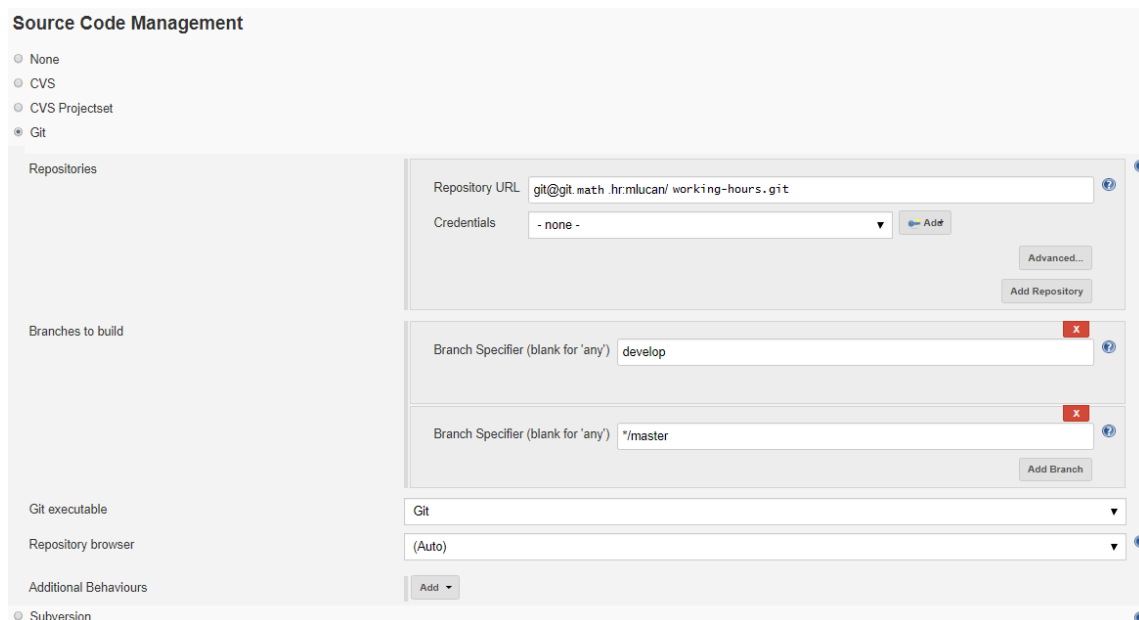 Source Code Management
None
CVS
CVS Projectset
Git
Repositories
Repository URL git@git.math.hr:mlucan/ working-hours.git
Credentials - none - Add
Advanced...
Add Repository
Branches to build
X
Branch Specifier (blank for 'any') develop
X
Branch Specifier (blank for 'any') */master
Add Branch
Git executable Git
Repository browser (Auto)
Additional Behaviours Add
Subversion